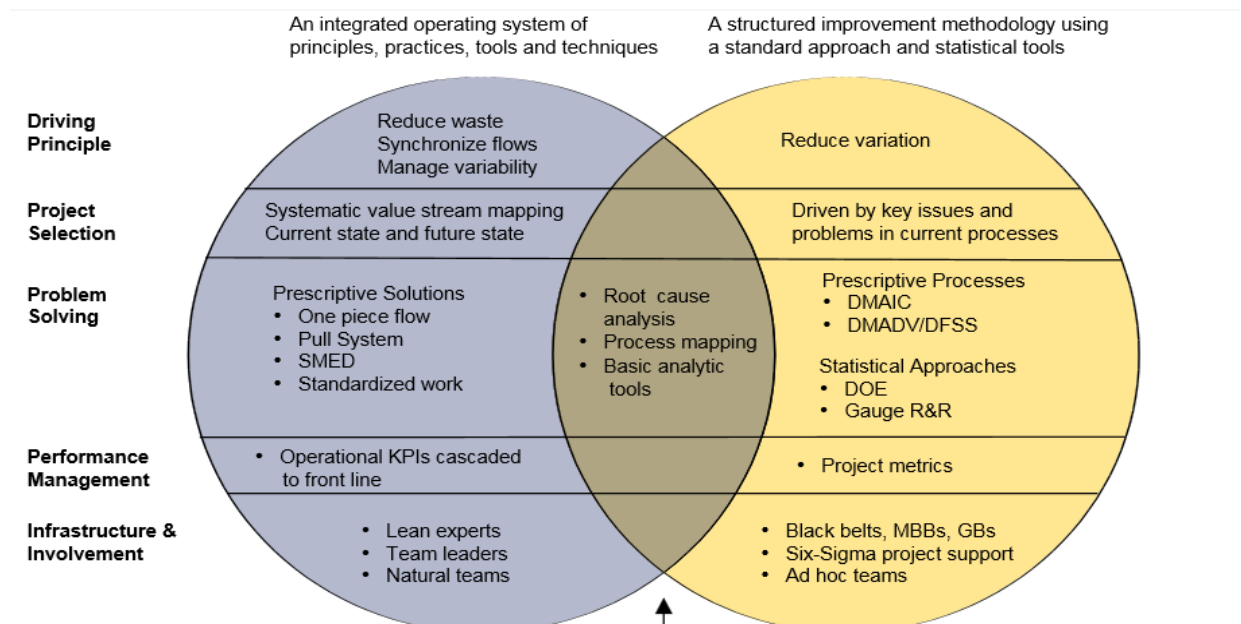 An integrated operating system of
principles, practices, tools and techniques
A structured improvement methodology using
a standard approach and statistical tools
Driving
Principle
Reduce waste
Synchronize flows
Manage variability
Reduce variation
Project
Selection
Systematic value stream mapping
Current state and future state
Driven by key issues and
problems in current processes
Problem
Solving
Prescriptive Solutions
• One piece flow
• Pull System
• SMED
• Standardized work
• Root cause
analysis
• Process mapping
• Basic analytic
tools
Prescriptive Processes
• DMAIC
• DMADV/DFSS
Statistical Approaches
• DOE
• Gauge R&R
Performance
Management
• Operational KPIs cascaded
to front line
• Project metrics
Infrastructure &
Involvement
• Lean experts
• Team leaders
• Natural teams
• Black belts, MBBs, GBs
• Six-Sigma project support
• Ad hoc teams